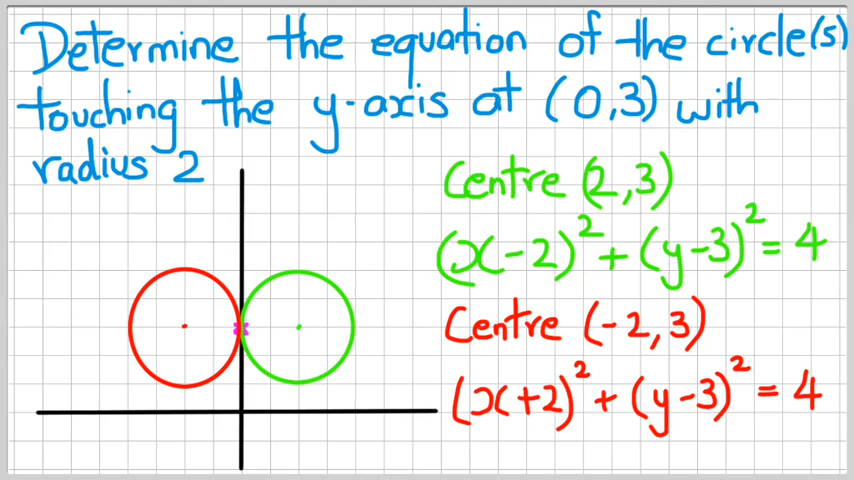 Determine the equation of the circle(s)
touching the y-axis at (0,3) with
radius 2
Centre (2,3)
(x-2)²+(y-3)²=4
Centre (-2,3)
(x+2)²+(y-3)²=4